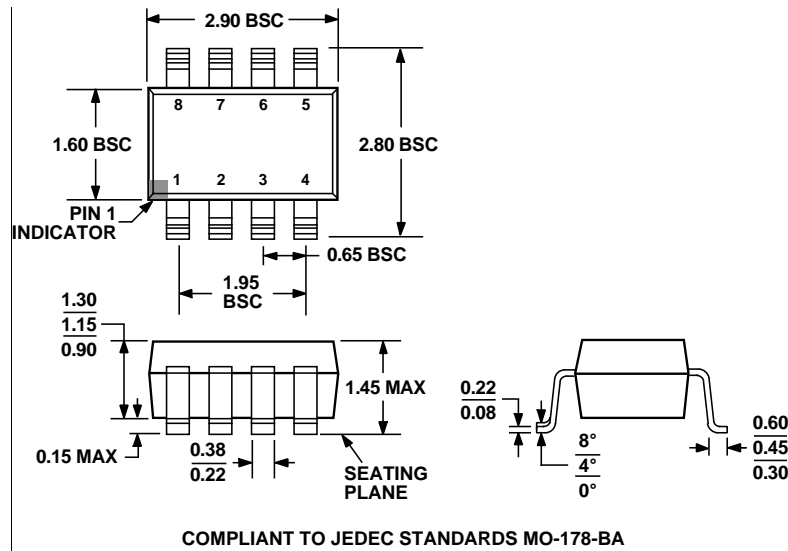 2.90 BSC
8 7 6 5
1.60 BSC
2.80 BSC
1 2 3 4
PIN 1
INDICATOR
0.65 BSC
1.95
BSC
1.30
1.15
0.90
1.45 MAX
0.15 MAX
0.38
0.22
SEATING
PLANE
0.22
0.08
8°
4°
0°
0.60
0.45
0.30
COMPLIANT TO JEDEC STANDARDS MO-178-BA